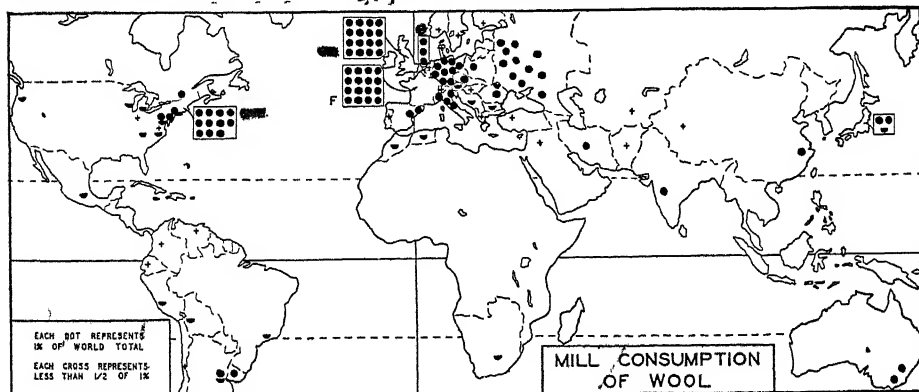 F
EACH DOT REPRESENTS
1% OF WORLD TOTAL
EACH CROSS REPRESENTS
LESS THAN 1/2 OF 1%
MILL CONSUMPTION
OF WOOL